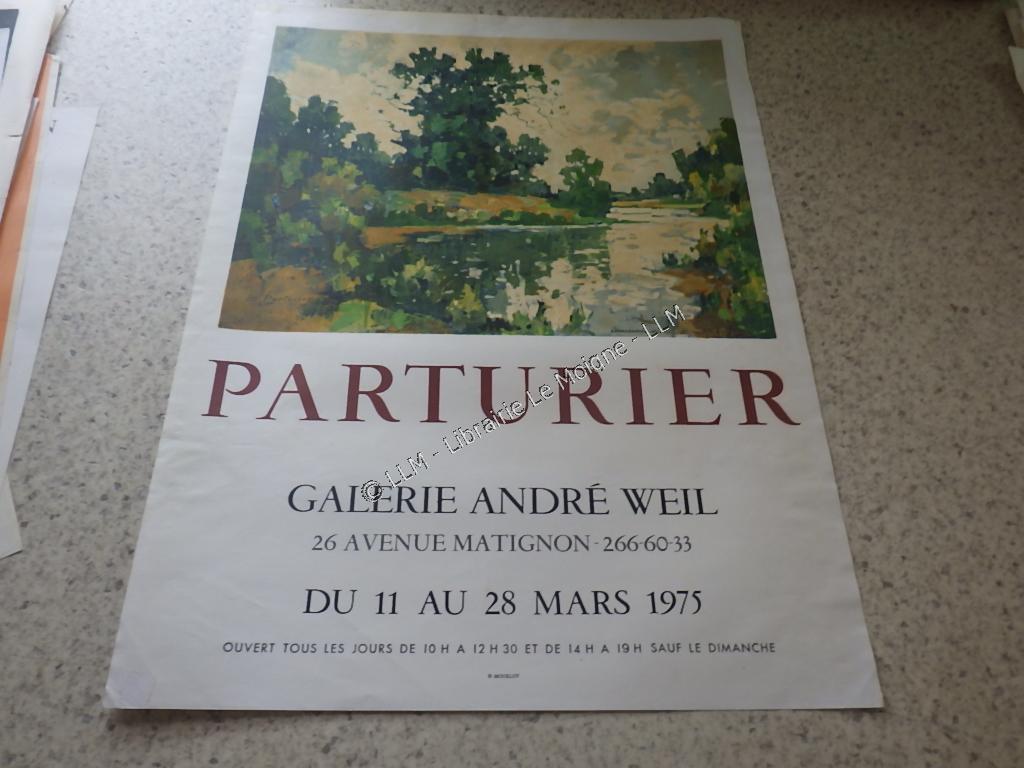 PARTURIER
GALERIE ANDRÉ WEIL
26 AVENUE MATIGNON - 266-60-33
DU 11 AU 28 MARS 1975
OUVERT TOUS LES JOURS DE 10 H A 12 H 30 ET DE 14 H A 19 H SAUF LE DIMANCHE
© LLM - Librairie Le Moigne - LLM